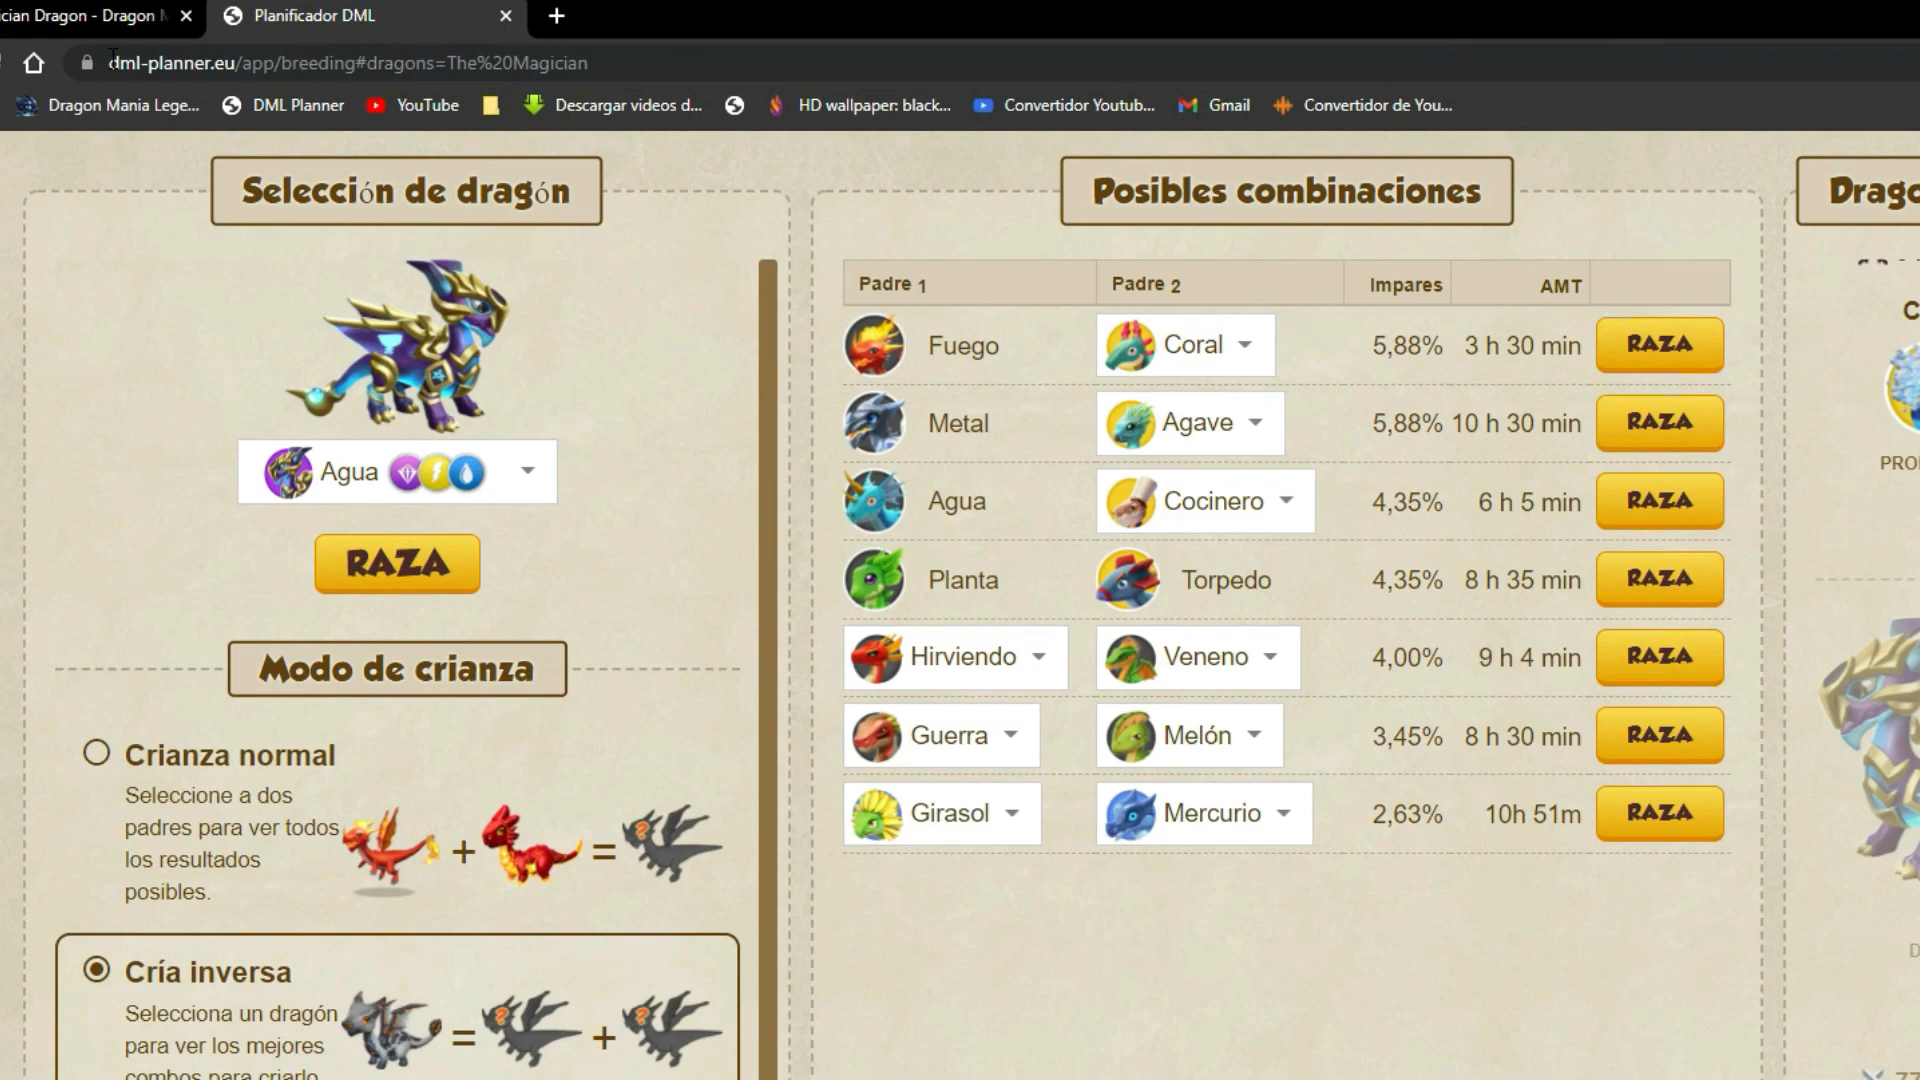 ician Dragon - Dragon M
Planificador DML
dml-planner.eu/app/breeding#dragons=The%20Magician
Dragon Mania Lege...
DML Planner
YouTube
Descargar videos d...
HD wallpaper: black...
Convertidor Youtub...
Gmail
Convertidor de You...
Selección de dragón
Agua
RAZA
Modo de crianza
Crianza normal
Seleccione a dos
padres para ver todos
los resultados
posibles.
+ =
Cría inversa
Selecciona un dragón
para ver los mejores
combos para criarlo
= +
Posibles combinaciones
Padre 1 Padre 2 Impares AMT
Fuego Coral 5,88% 3 h 30 min RAZA
Metal Agave 5,88% 10 h 30 min RAZA
Agua Cocinero 4,35% 6 h 5 min RAZA
Planta Torpedo 4,35% 8 h 35 min RAZA
Hirviendo Veneno 4,00% 9 h 4 min RAZA
Guerra Melón 3,45% 8 h 30 min RAZA
Girasol Mercurio 2,63% 10h 51m RAZA
Drago
C
PRO
D